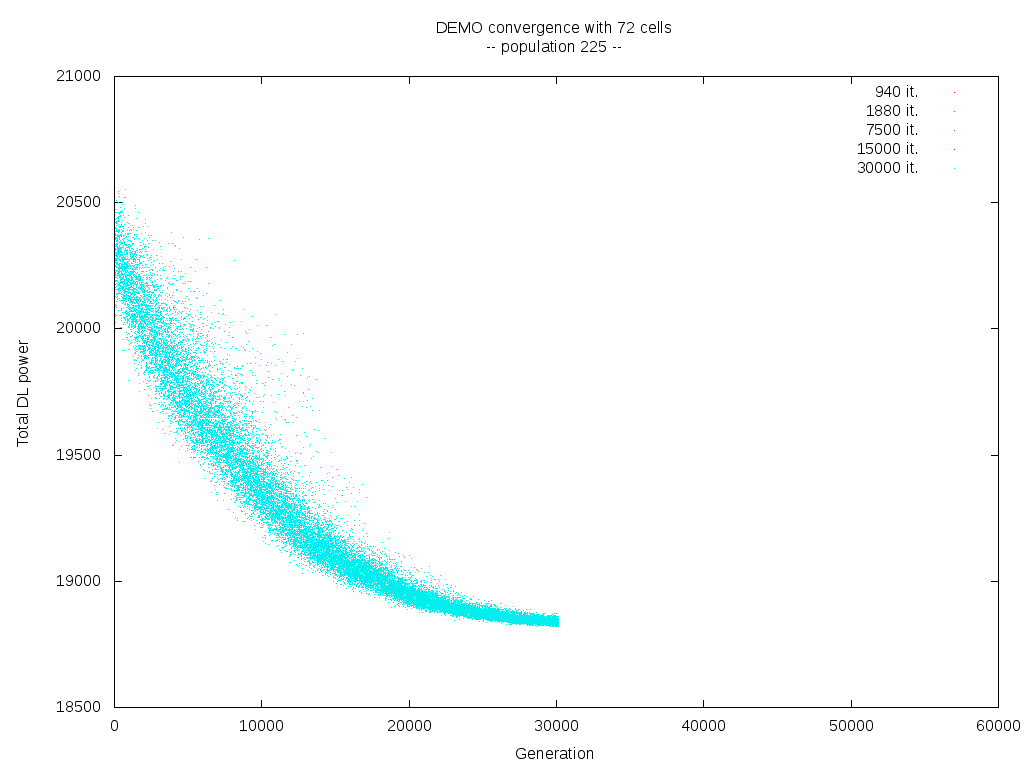 DEMO convergence with 72 cells
-- population 225 --
21000
20500
20000
19500
19000
18500
Total DL power
940 it.
1880 it.
7500 it.
15000 it.
30000 it.
0 10000 20000 30000 40000 50000 60000
Generation